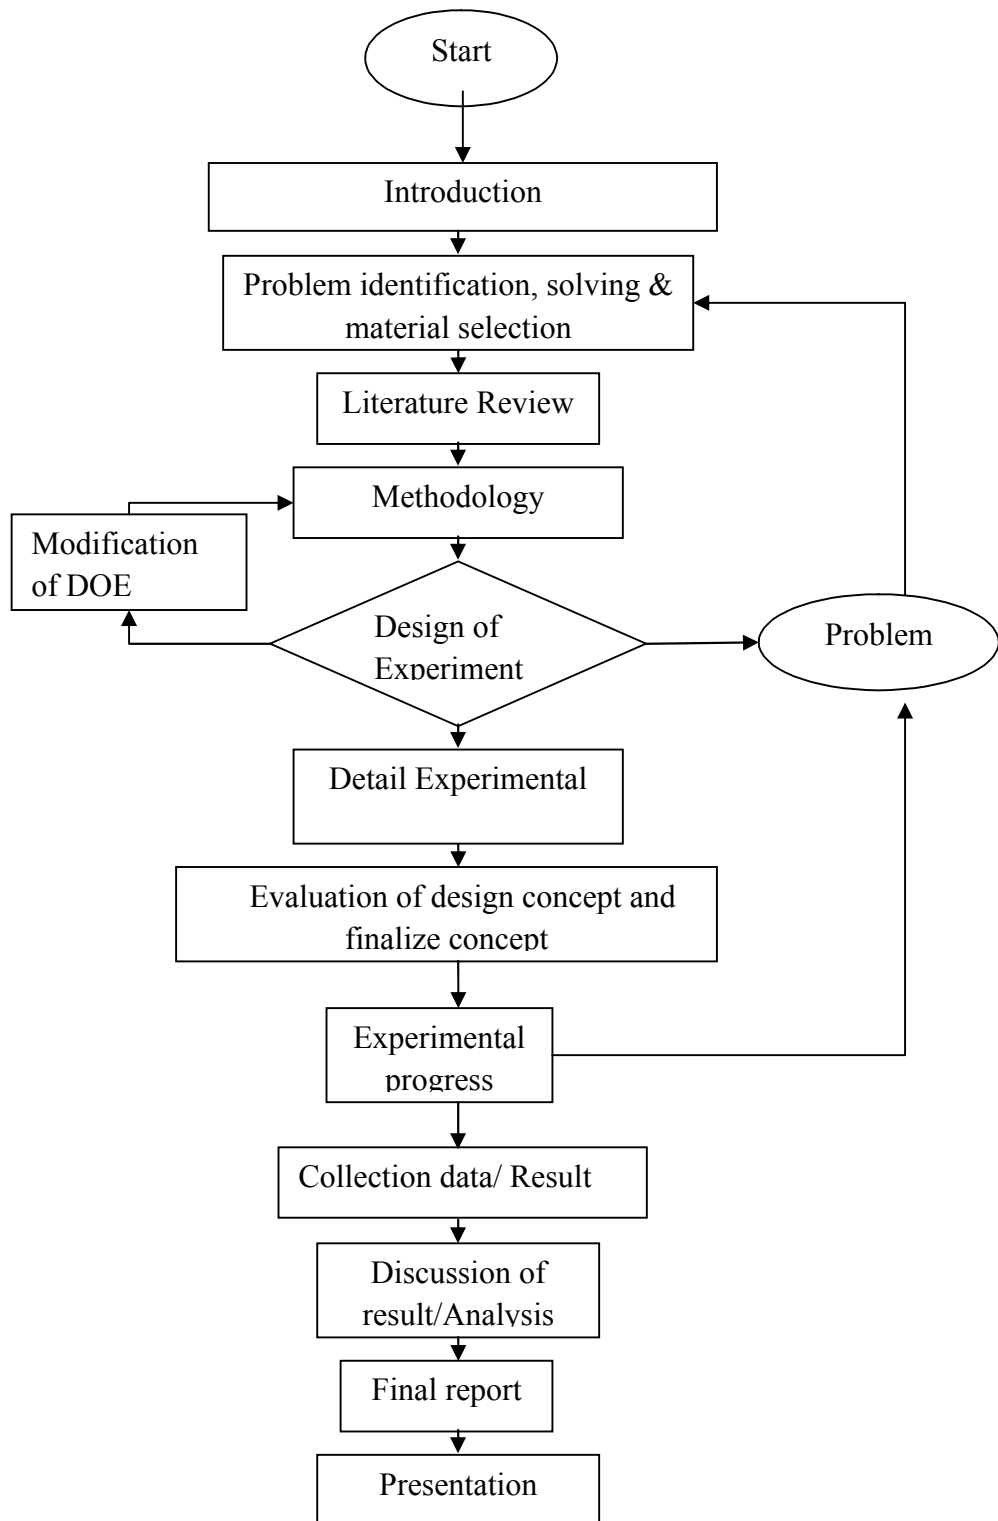 Start
Introduction
Problem identification, solving &
material selection
Literature Review
Methodology
Modification
of DOE
Design of
Experiment
Problem
Detail Experimental
Evaluation of design concept and
finalize concept
Experimental
progress
Collection data/ Result
Discussion of
result/Analysis
Final report
Presentation